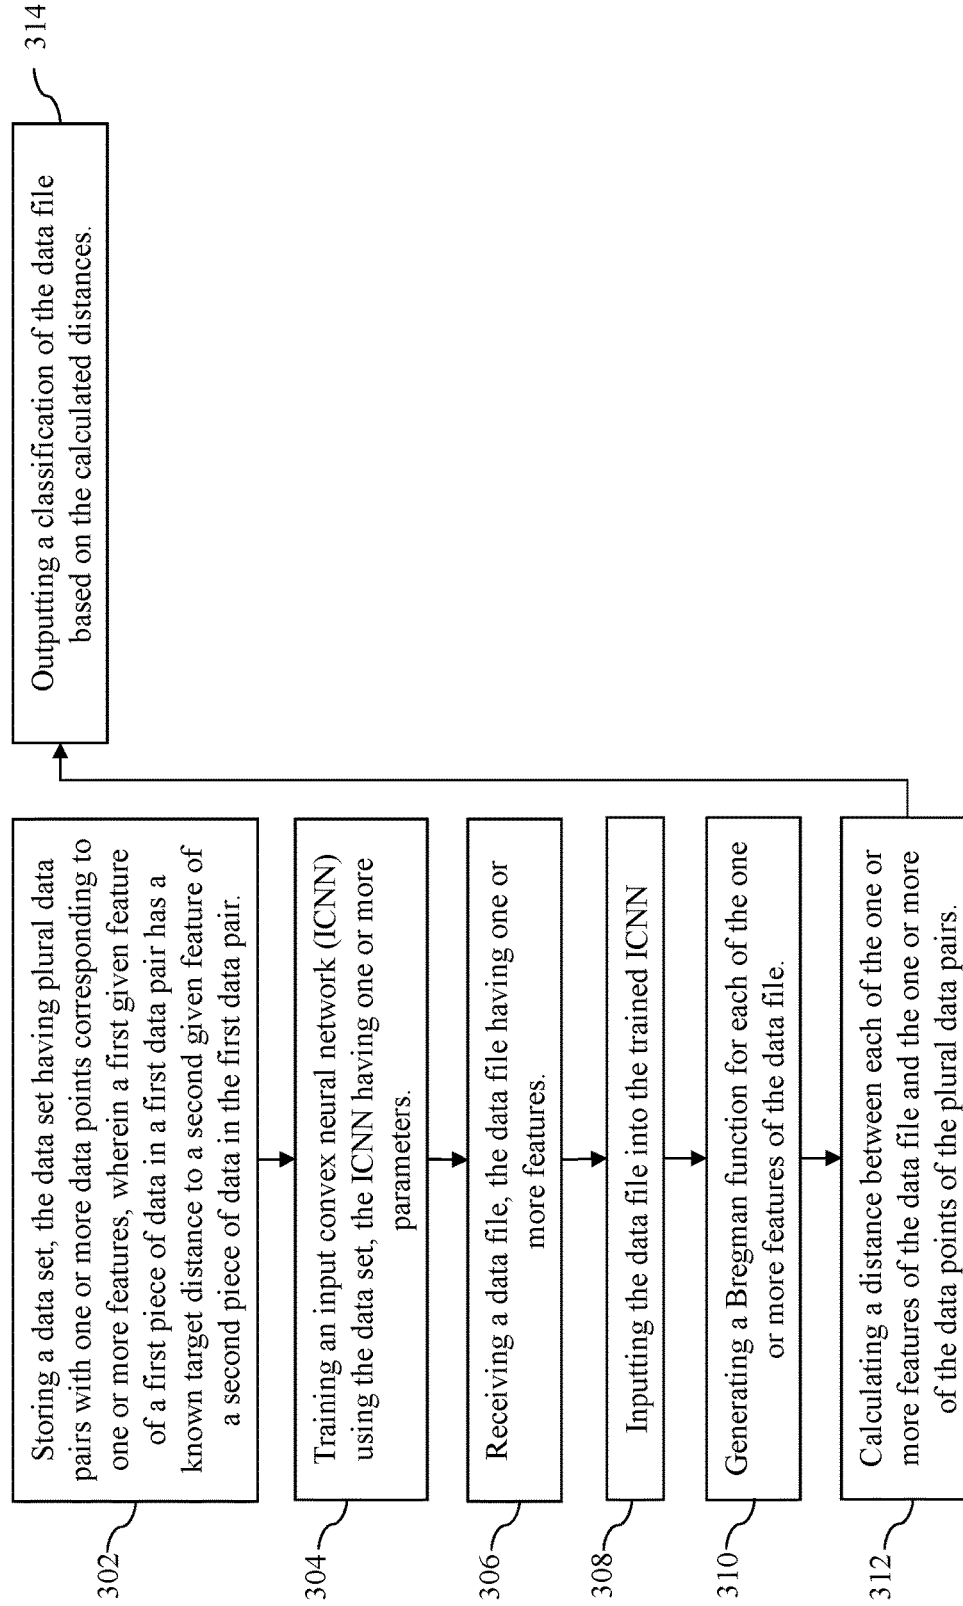 302
Storing a data set, the data set having plural data
pairs with one or more data points corresponding to
one or more features, wherein a first given feature
of a first piece of data in a first data pair has a
known target distance to a second given feature of
a second piece of data in the first data pair.
304
Training an input convex neural network (ICNN)
using the data set, the ICNN having one or more
parameters.
306
Receiving a data file, the data file having one or
more features.
308
Inputting the data file into the trained ICNN
310
Generating a Bregman function for each of the one
or more features of the data file.
312
Calculating a distance between each of the one or
more features of the data file and the one or more
of the data points of the plural data pairs.
Outputting a classification of the data file
based on the calculated distances.
314